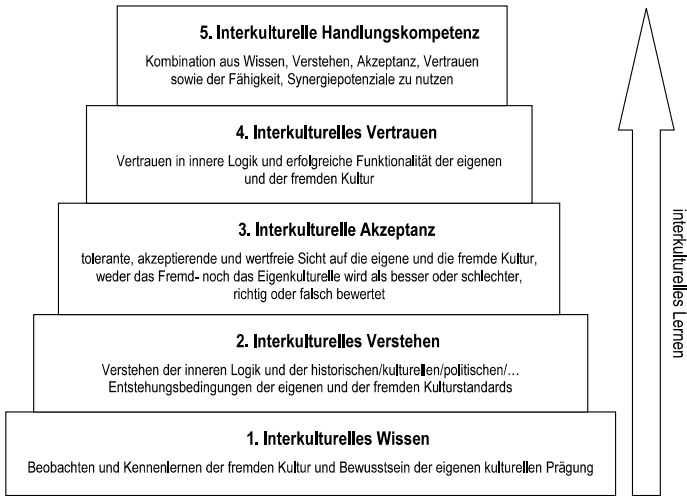 5. Interkulturelle Handlungskompetenz
Kombination aus Wissen, Verstehen, Akzeptanz, Vertrauen
sowie der Fähigkeit, Synergiepotenziale zu nutzen
4. Interkulturelles Vertrauen
Vertrauen in innere Logik und erfolgreiche Funktionalität der eigenen
und der fremden Kultur
3. Interkulturelle Akzeptanz
tolerante, akzeptierende und wertfreie Sicht auf die eigene und die fremde Kultur,
weder das Fremd- noch das Eigenkulturelle wird als besser oder schlechter,
richtig oder falsch bewertet
2. Interkulturelles Verstehen
Verstehen der inneren Logik und der historischen/kulturellen/politischen/…
Entstehungsbedingungen der eigenen und der fremden Kulturstandards
1. Interkulturelles Wissen
Beobachten und Kennenlernen der fremden Kultur und Bewusstsein der eigenen kulturellen Prägung
interkulturelles Lernen